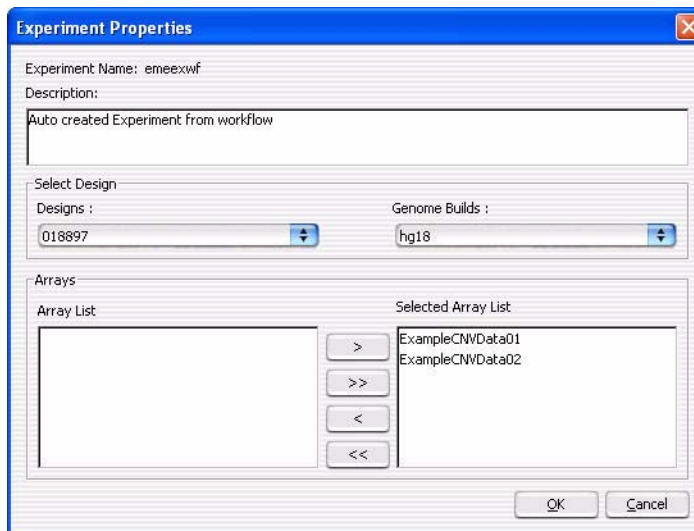 Experiment Properties
Experiment Name: emeexwf
Description:
Auto created Experiment from workflow
Select Design
Designs :
Genome Builds :
018897
hg18
Arrays
Array List
Selected Array List
ExampleCNVData01
ExampleCNVData02
>
>>
<
<<
OK
Cancel